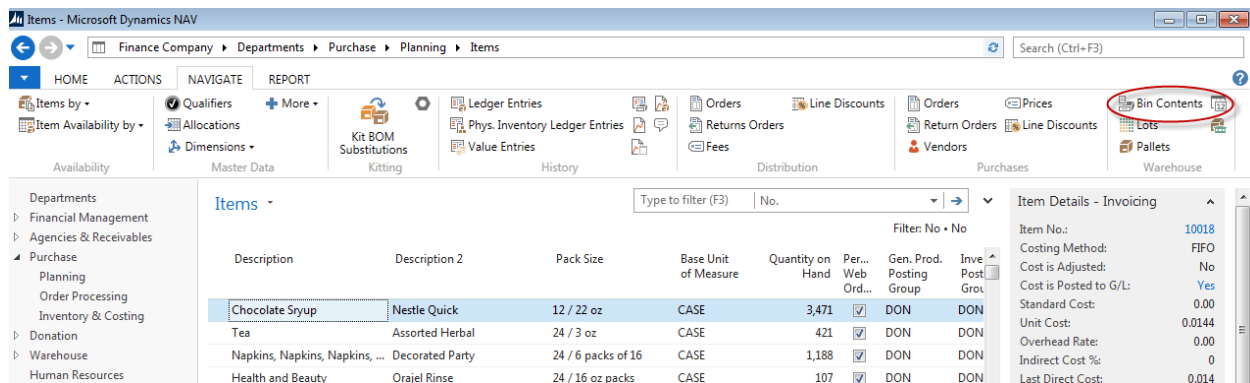 Items - Microsoft Dynamics NAV
Finance Company ▸ Departments ▸ Purchase ▸ Planning ▸ Items
Search (Ctrl+F3)
HOME ACTIONS NAVIGATE REPORT
Items by Qualifiers More Ledger Entries Orders Line Discounts Orders Prices Bin Contents
Item Availability by Allocations Kit BOM Substitutions Phys. Inventory Ledger Entries Returns Orders Return Orders Line Discounts Lots
Dimensions Value Entries Fees Vendors Pallets
Availability Master Data Kitting History Distribution Purchases Warehouse
Departments
Financial Management
Agencies & Receivables
Purchase
Planning
Order Processing
Inventory & Costing
Donation
Warehouse
Human Resources
Items
Type to filter (F3) No.
Filter: No • No
Description Description 2 Pack Size Base Unit of Measure Quantity on Hand Per... Web Ord... Gen. Prod. Posting Group Inve Post Grou
Chocolate Sryup Nestle Quick 12 / 22 oz CASE 3,471 DON DON
Tea Assorted Herbal 24 / 3 oz CASE 421 DON DON
Napkins, Napkins, Napkins, ... Decorated Party 24 / 6 packs of 16 CASE 1,188 DON DON
Health and Beauty Orajel Rinse 24 / 16 oz packs CASE 107 DON DON
Item Details - Invoicing
Item No.: 10018
Costing Method: FIFO
Cost is Adjusted: No
Cost is Posted to G/L: Yes
Standard Cost: 0.00
Unit Cost: 0.0144
Overhead Rate: 0.00
Indirect Cost %: 0
Last Direct Cost: 0.014